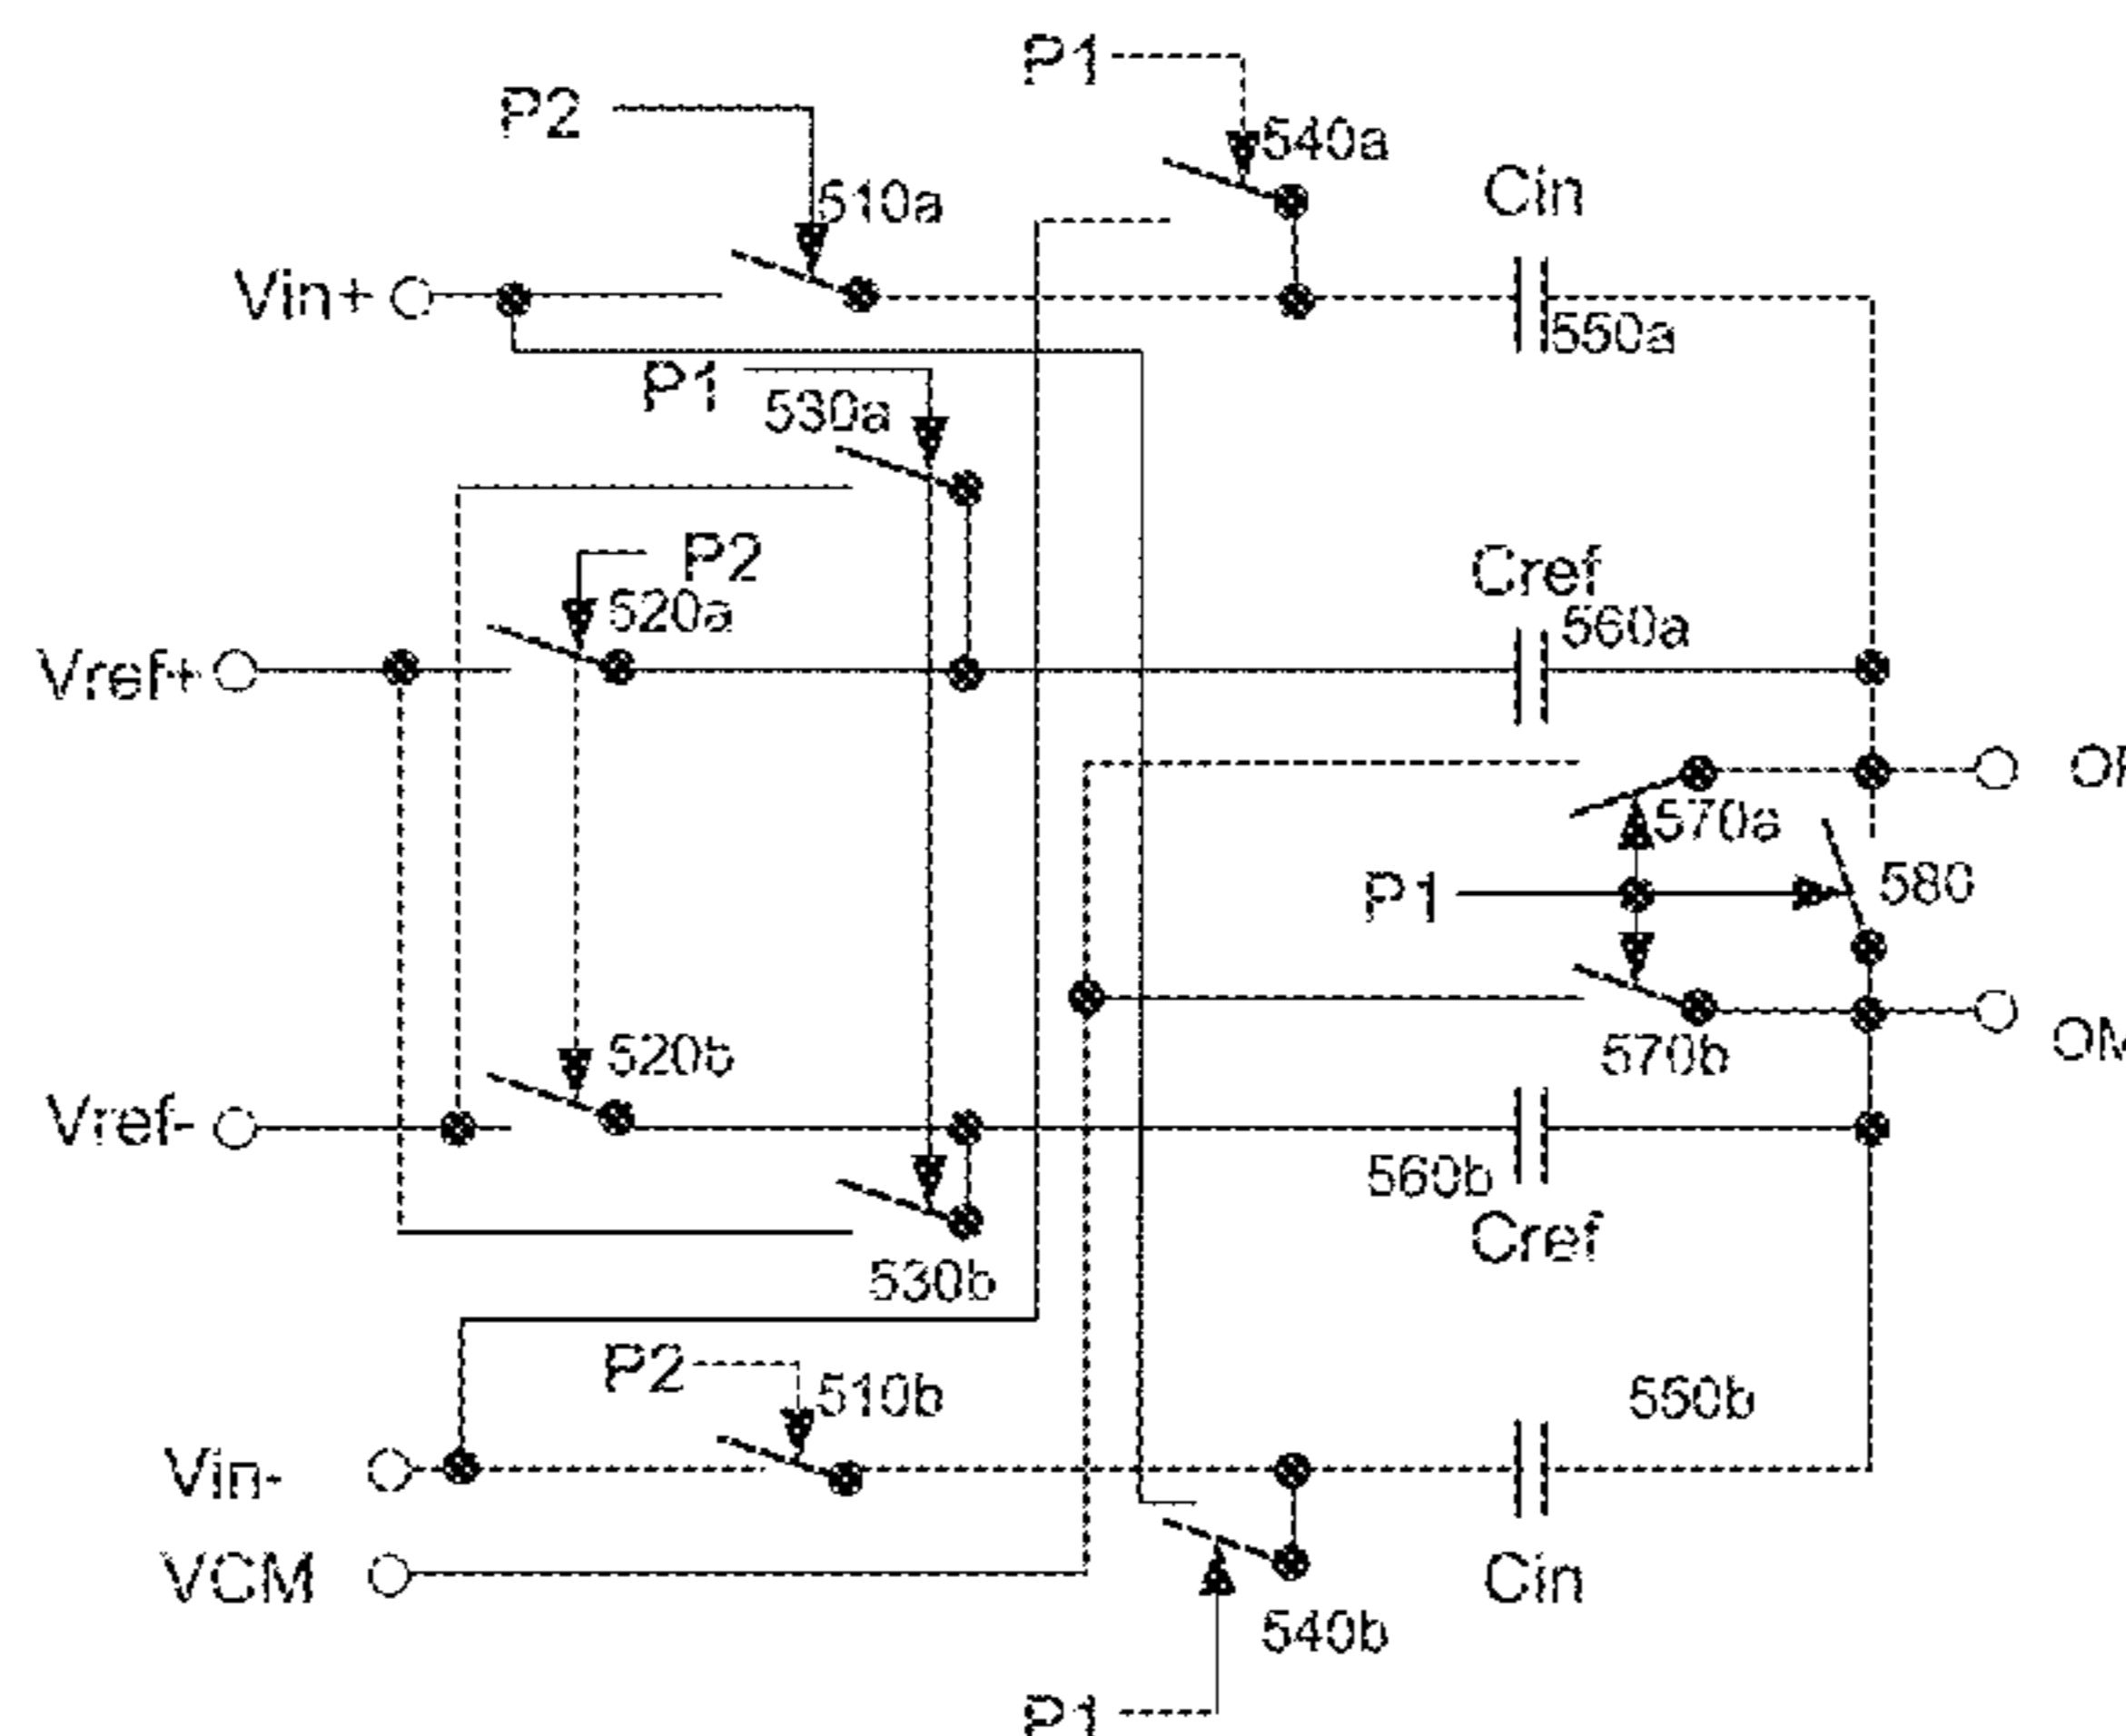 P1
P2
540a
510a
Cin
Vin+
550a
P1
530a
P2
Cref
520a
560a
Vref+
570a
P1
580
520b
570b
Vref-
560b
Cref
530b
P2
510b
550b
Vin-
VCM
Cin
540b
P1